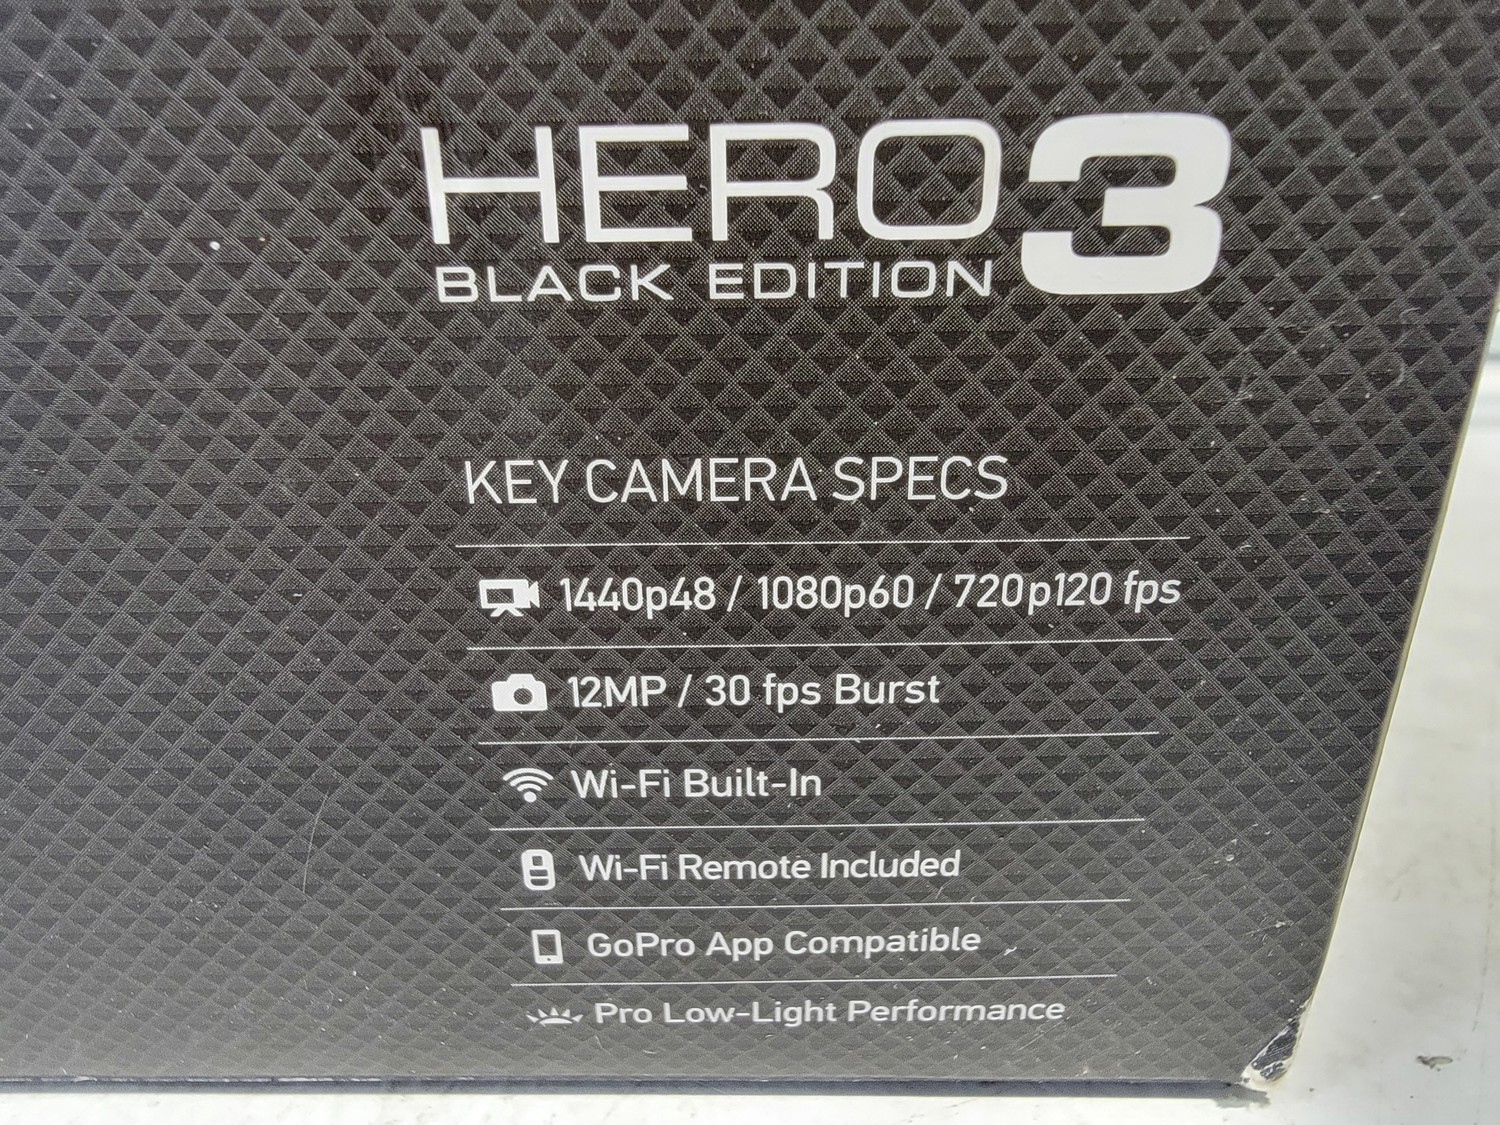 HERO3
BLACK EDITION
KEY CAMERA SPECS
1440p48 / 1080p60 / 720p120 fps
12MP / 30 fps Burst
Wi-Fi Built-In
Wi-Fi Remote Included
GoPro App Compatible
Pro Low-Light Performance